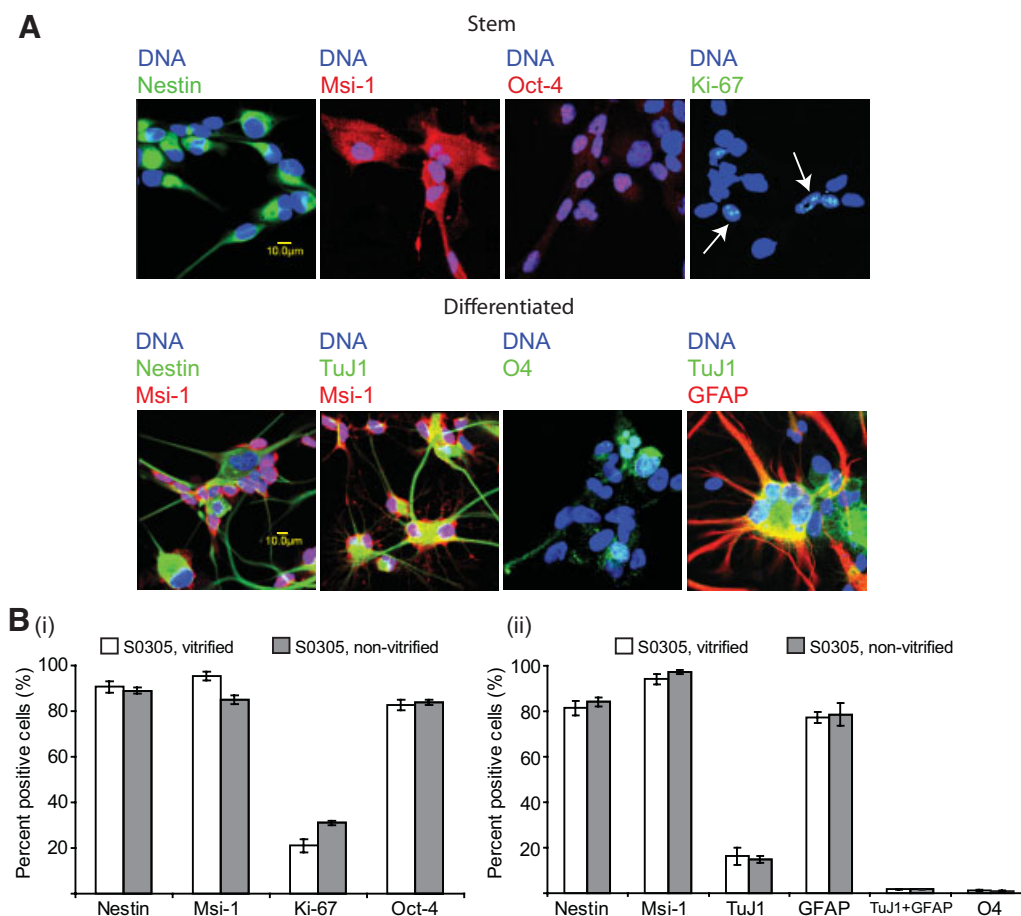 A
Stem
DNA
Nestin
DNA
Msi-1
DNA
Oct-4
DNA
Ki-67
10.0μm
Differentiated
DNA
Nestin
Msi-1
DNA
TuJ1
Msi-1
DNA
O4
DNA
TuJ1
GFAP
10.0μm
B (i)
S0305, vitrified
S0305, non-vitrified
Percent positive cells (%)
100
80
60
40
20
Nestin Msi-1 Ki-67 Oct-4
(ii)
S0305, vitrified
S0305, non-vitrified
Percent positive cells (%)
100
80
60
40
20
Nestin Msi-1 TuJ1 GFAP TuJ1+GFAP O4